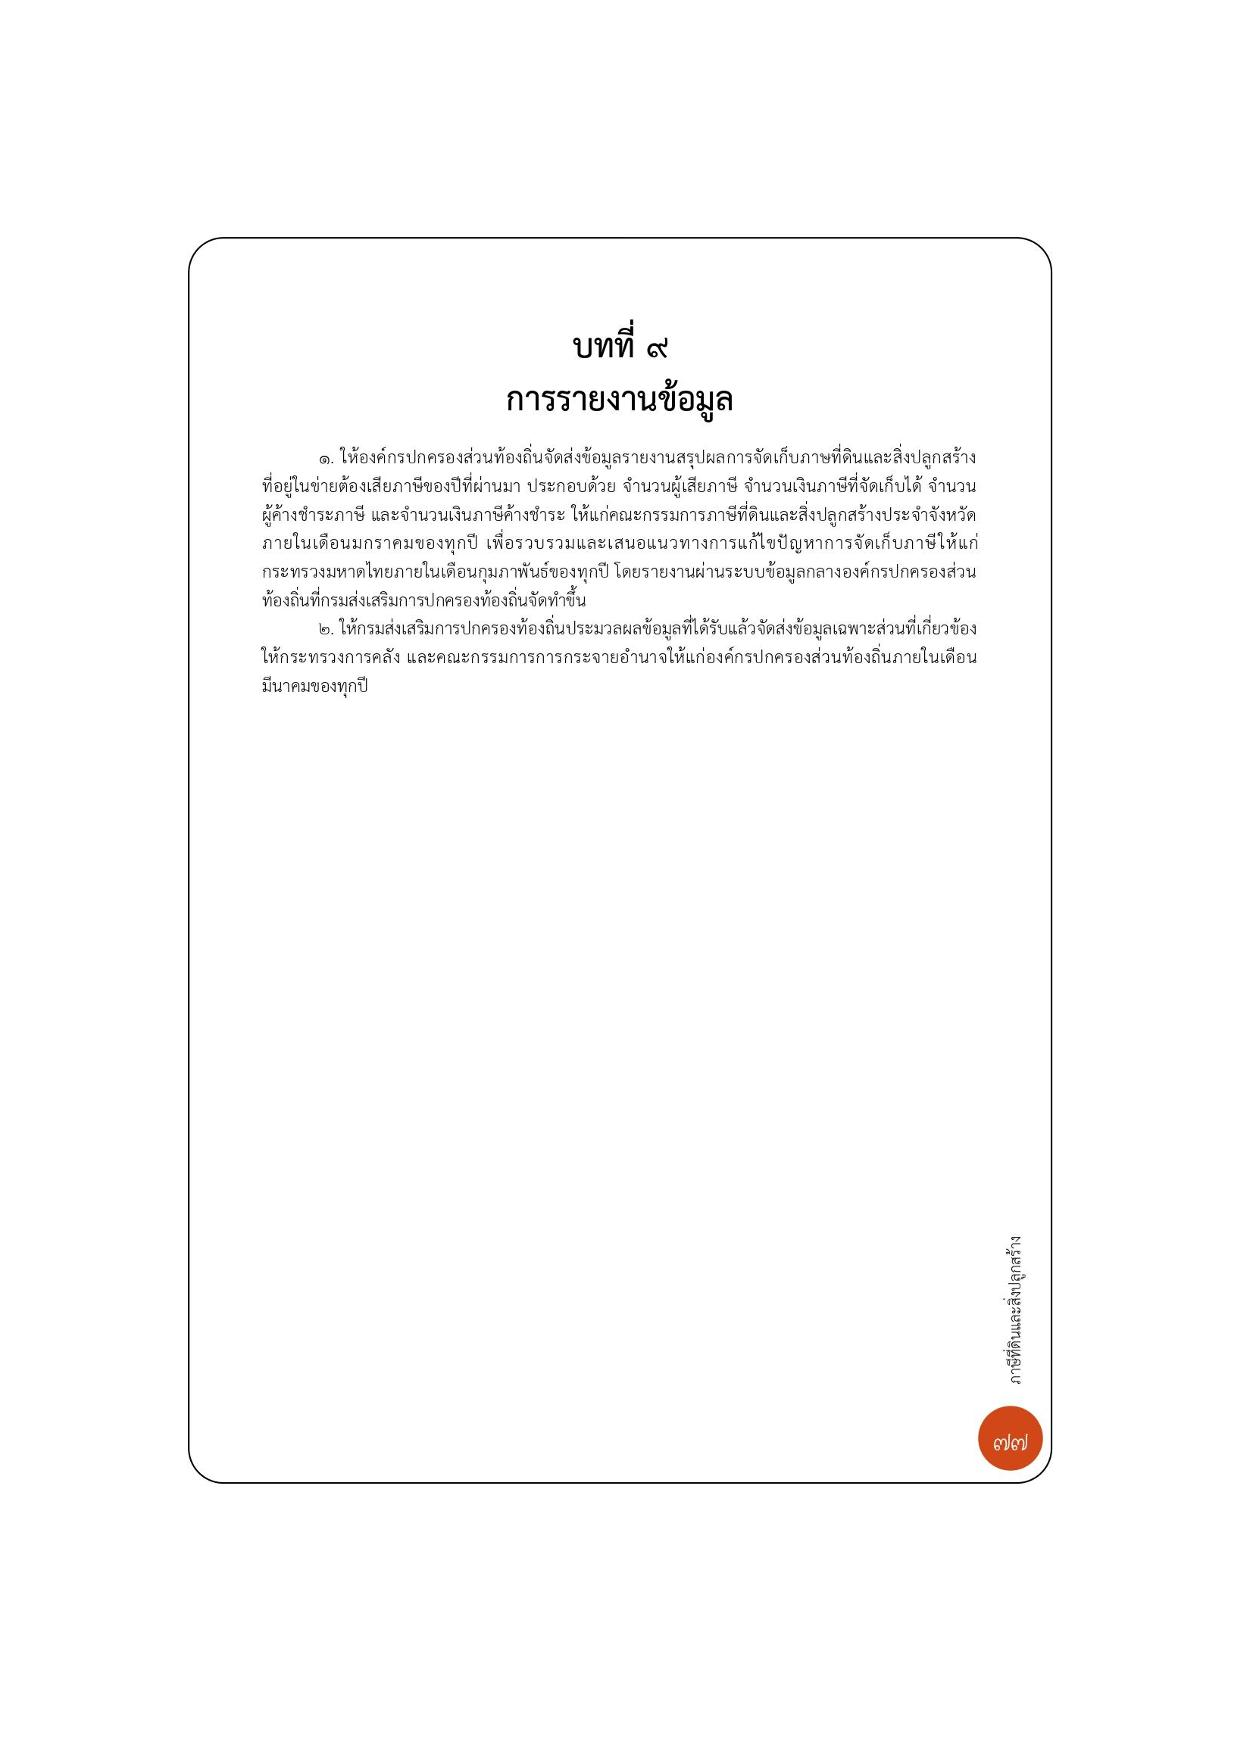 บทที่ ๙
การรายงานข้อมูล
๑. ให้องค์กรปกครองส่วนท้องถิ่นจัดส่งข้อมูลรายงานสรุปผลการจัดเก็บภาษที่ดินและสิ่งปลูกสร้าง
ที่อยู่ในข่ายต้องเสียภาษีของปีที่ผ่านมา ประกอบด้วย จำนวนผู้เสียภาษี จำนวนเงินภาษีที่จัดเก็บได้ จำนวน
ผู้ค้างชำระภาษี และจำนวนเงินภาษีค้างชำระ ให้แก่คณะกรรมการภาษีที่ดินและสิ่งปลูกสร้างประจำจังหวัด
ภายในเดือนมกราคมของทุกปี เพื่อรวบรวมและเสนอแนวทางการแก้ไขปัญหาการจัดเก็บภาษีให้แก่
กระทรวงมหาดไทยภายในเดือนกุมภาพันธ์ของทุกปี โดยรายงานผ่านระบบข้อมูลกลางองค์กรปกครองส่วน
ท้องถิ่นที่กรมส่งเสริมการปกครองท้องถิ่นจัดทำขึ้น
๒. ให้กรมส่งเสริมการปกครองท้องถิ่นประมวลผลข้อมูลที่ได้รับแล้วจัดส่งข้อมูลเฉพาะส่วนที่เกี่ยวข้อง
ให้กระทรวงการคลัง และคณะกรรมการการกระจายอำนาจให้แก่องค์กรปกครองส่วนท้องถิ่นภายในเดือน
มีนาคมของทุกปี
ภาษีที่ดินและสิ่งปลูกสร้าง
๗๗